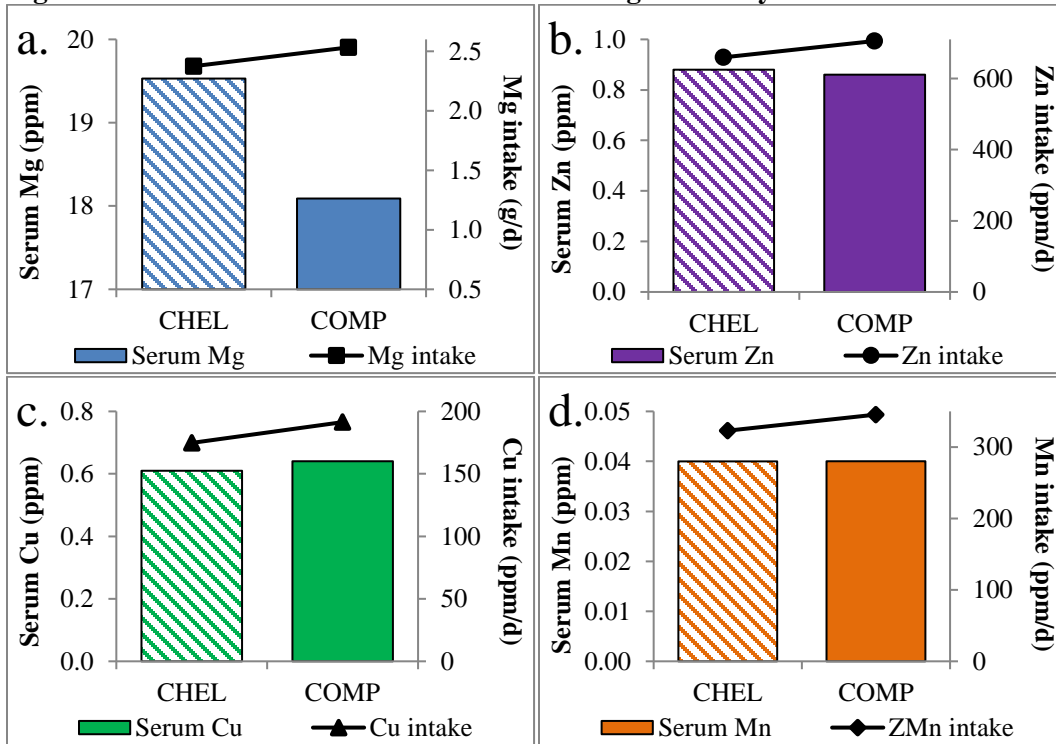 a.
20
19
18
17
Serum Mg (ppm)
2.5
2.0
1.5
1.0
0.5
Mg intake (g/d)
CHEL COMP
Serum Mg Mg intake
b.
1.0
0.8
0.6
0.4
0.2
0.0
Serum Zn (ppm)
600
400
200
0
Zn intake (ppm/d)
CHEL COMP
Serum Zn Zn intake
c.
0.8
0.6
0.4
0.2
0.0
Serum Cu (ppm)
200
150
100
50
0
Cu intake (ppm/d)
CHEL COMP
Serum Cu Cu intake
d.
0.05
0.04
0.03
0.02
0.01
0.00
Serum Mn (ppm)
300
200
100
0
Mn intake (ppm/d)
CHEL COMP
Serum Mn ZMn intake